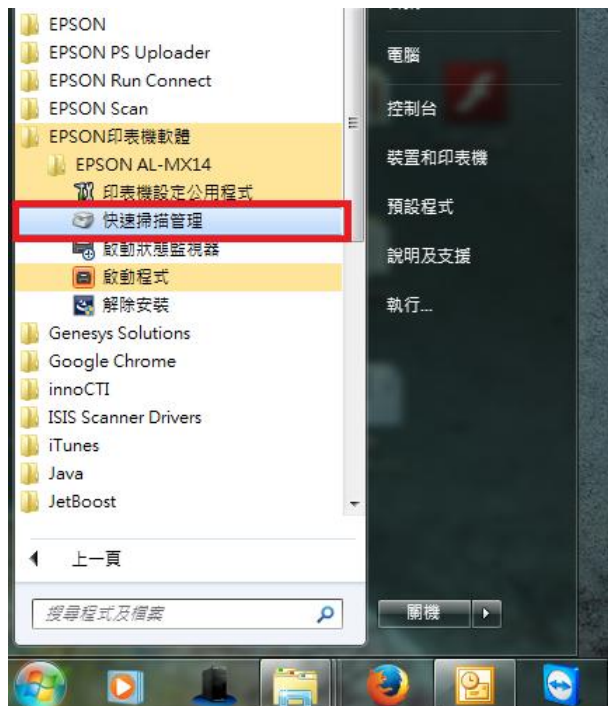 EPSON
EPSON PS Uploader
EPSON Run Connect
EPSON Scan
EPSON印表機軟體
EPSON AL-MX14
印表機設定公用程式
快速掃描管理
啟動狀態監視器
啟動程式
解除安裝
Genesys Solutions
Google Chrome
innoCTI
ISIS Scanner Drivers
iTunes
Java
JetBoost
上一頁
搜尋程式及檔案
電腦
控制台
裝置和印表機
預設程式
說明及支援
執行...
關機